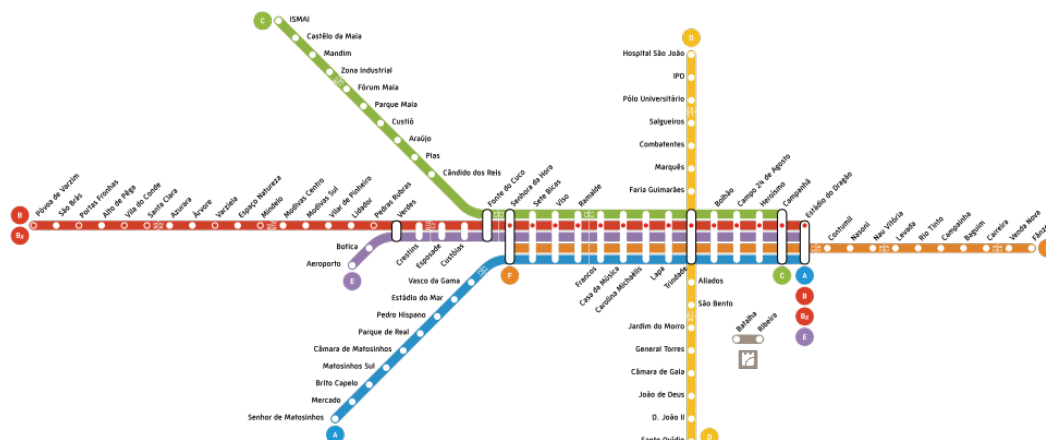 C
ISMAI
Castêlo da Maia
Mandim
Zona Industrial
Fórum Maia
Parque Maia
Custió
Araújo
Pias
Cândido dos Reis
D
Hospital São João
IPO
Pólo Universitário
Salgueiros
Combatentes
Marquês
Faria Guimarães
B
Bx
Póvoa de Varzim
São Brás
Portas Fronhas
Alto de Pêga
Vila do Conde
Santa Clara
Azurara
Árvore
Varziela
Espaço Natureza
Mindelo
Modivas Centro
Modivas Sul
Vilar de Pinheiro
Lidador
Pedras Rubras
Verdes
Fonte do Cuco
Senhora da Hora
Sete Bicas
Viso
Ramalde
Bolhão
Campo 24 de Agosto
Heroísmo
Campanhã
Estádio do Dragão
Botica
Aeroporto
E
Crestins
Esposade
Custóias
Francos
Casa da Música
Carolina Michaëlis
Lapa
Trindade
Contumil
Nasoni
Nau Vitória
Levada
Rio Tinto
Campainha
Baguim
Carreira
Venda Nova
F
C
A
B
Bx
E
Vasco da Gama
Estádio do Mar
Pedro Hispano
Parque de Real
Câmara de Matosinhos
Matosinhos Sul
Brito Capelo
Mercado
Senhor de Matosinhos
A
Aliados
São Bento
Jardim do Morro
General Torres
Câmara de Gaia
João de Deus
D. João II
Santo Ovídio
D
Batalha
Ribeira